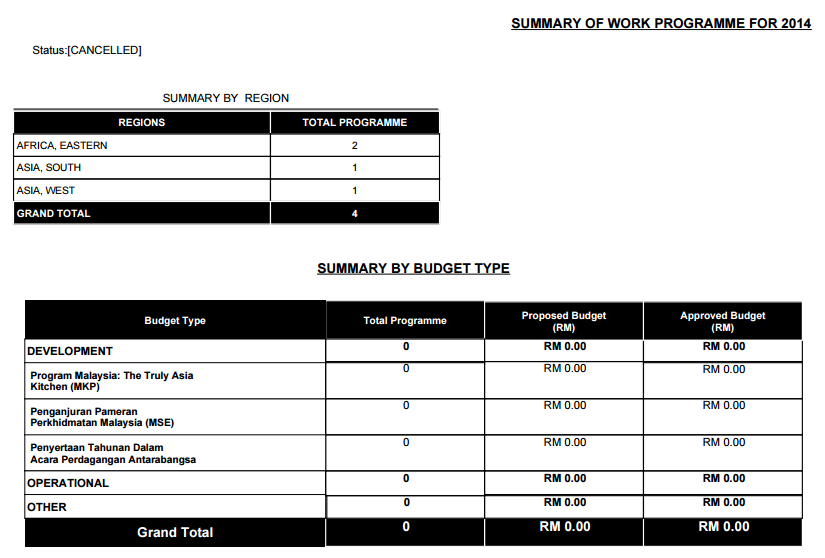 SUMMARY OF WORK PROGRAMME FOR 2014
Status:[CANCELLED]
SUMMARY BY REGION
REGIONS TOTAL PROGRAMME
AFRICA, EASTERN 2
ASIA, SOUTH 1
ASIA, WEST 1
GRAND TOTAL 4
SUMMARY BY BUDGET TYPE
Budget Type Total Programme Proposed Budget (RM) Approved Budget (RM)
DEVELOPMENT 0 RM 0.00 RM 0.00
Program Malaysia: The Truly Asia 0 RM 0.00 RM 0.00
Kitchen (MKP)
Penganjuran Pameran 0 RM 0.00 RM 0.00
Perkhidmatan Malaysia (MSE)
Penyertaan Tahunan Dalam 0 RM 0.00 RM 0.00
Acara Perdagangan Antarabangsa
OPERATIONAL 0 RM 0.00 RM 0.00
OTHER 0 RM 0.00 RM 0.00
Grand Total 0 RM 0.00 RM 0.00